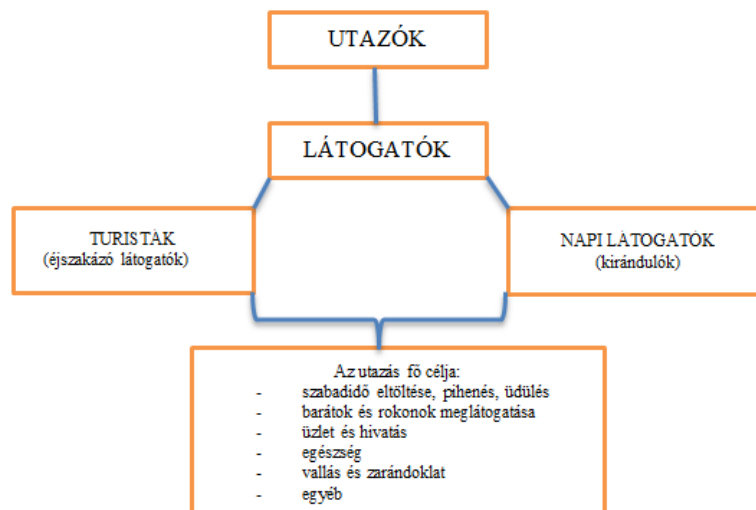 UTAZÓK
LÁTOGATÓK
TURISTÁK
(éjszakázó látogatók)
NAPI LÁTOGATÓK
(kirándulók)
Az utazás fő célja:
- szabadidő eltöltése, pihenés, üdülés
- barátok és rokonok meglátogatása
- üzlet és hivatás
- egészség
- vallás és zarándoklat
- egyéb